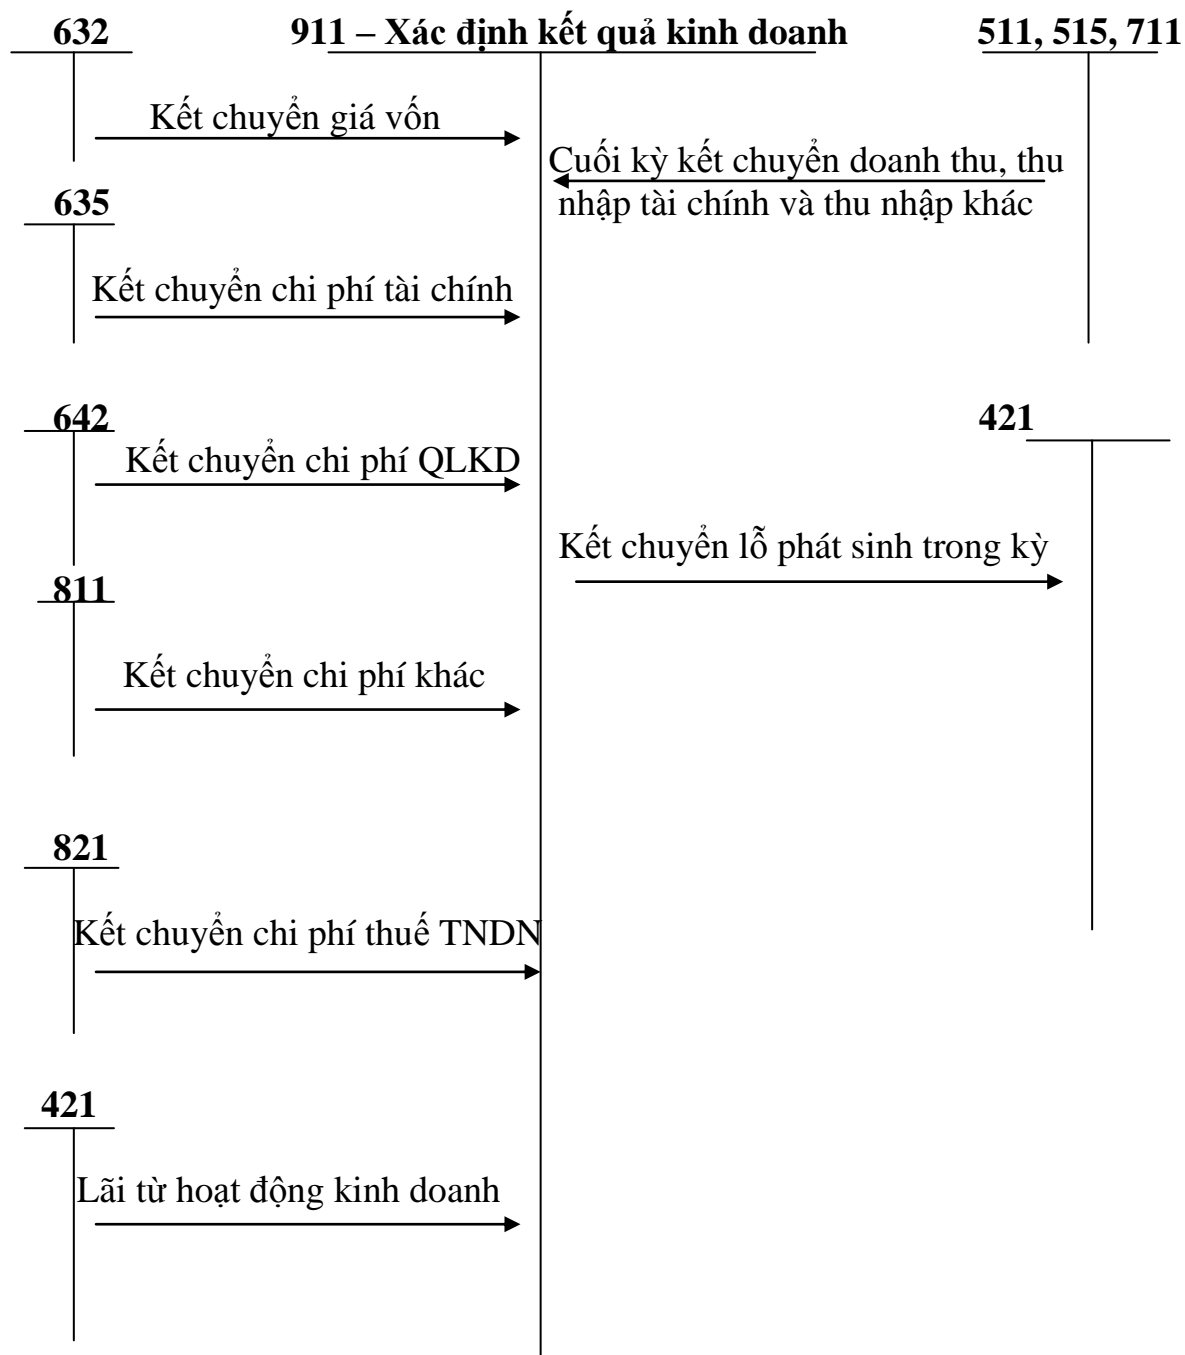 632
911 – Xác định kết quả kinh doanh
511, 515, 711
Kết chuyển giá vốn
Cuối kỳ kết chuyển doanh thu, thu
nhập tài chính và thu nhập khác
635
Kết chuyển chi phí tài chính
642
421
Kết chuyển chi phí QLKD
Kết chuyển lỗ phát sinh trong kỳ
811
Kết chuyển chi phí khác
821
Kết chuyển chi phí thuế TNDN
421
Lãi từ hoạt động kinh doanh